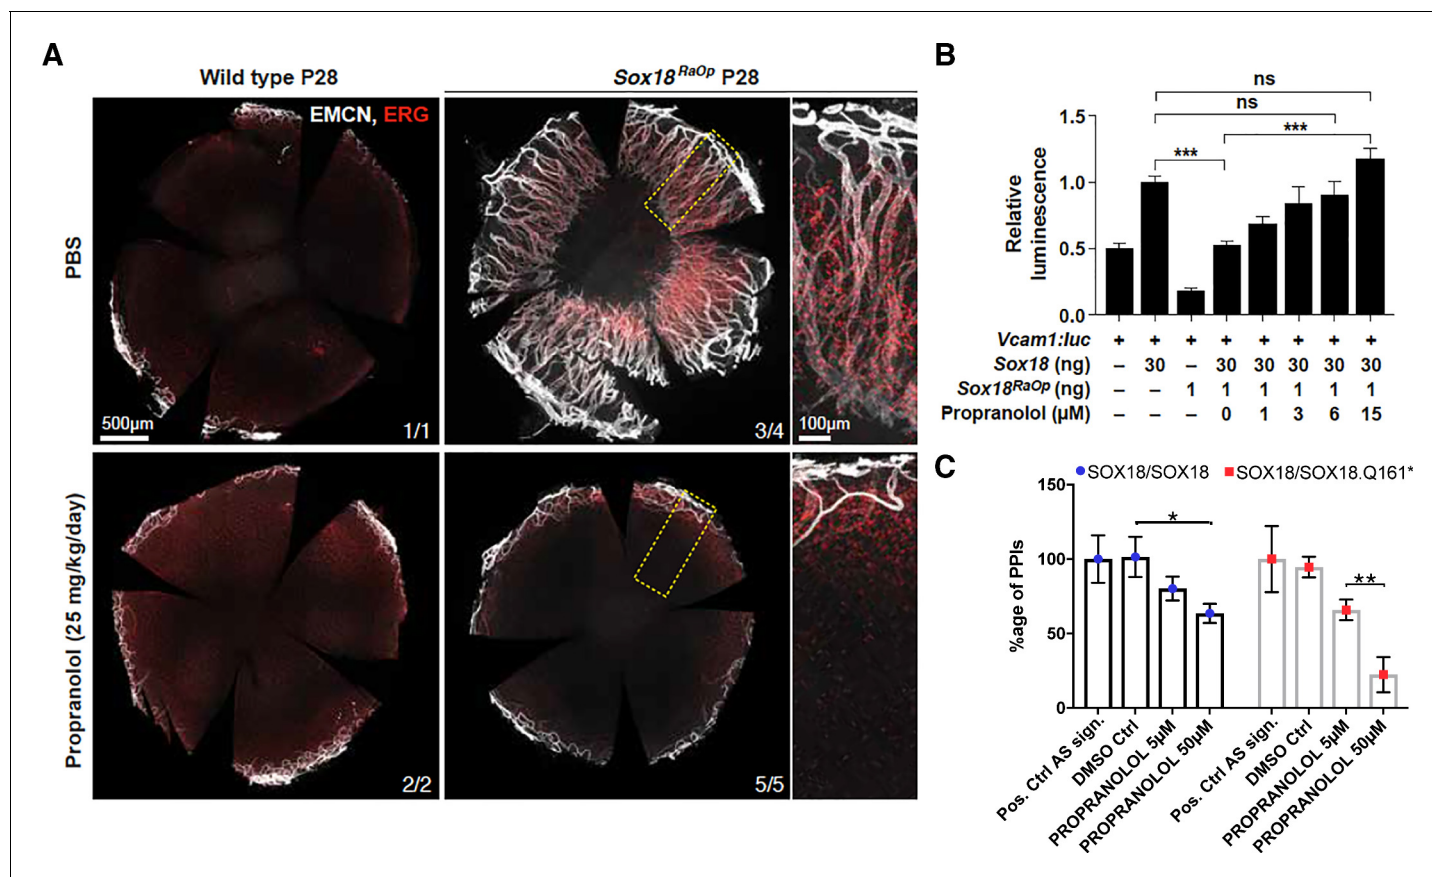 A
Wild type P28
Sox18RaOp P28
EMCN, ERG
PBS
500µm
1/1
3/4
100µm
Propranolol (25 mg/kg/day)
2/2
5/5
B
ns
ns
***
***
1.5
1.0
0.5
0.0
Relative luminescence
Vcam1:luc + + + + + + + +
Sox18 (ng) – 30 – 30 30 30 30 30
Sox18RaOp (ng) – – 1 1 1 1 1 1
Propranolol (µM) – – – 0 1 3 6 15
C
SOX18/SOX18 SOX18/SOX18.Q161*
150
100
50
0
%age of PPIs
*
**
Pos. Ctrl AS sign.
DMSO Ctrl
PROPRANOLOL 5µM
PROPRANOLOL 50µM
Pos. Ctrl AS sign.
DMSO Ctrl
PROPRANOLOL 5µM
PROPRANOLOL 50µM